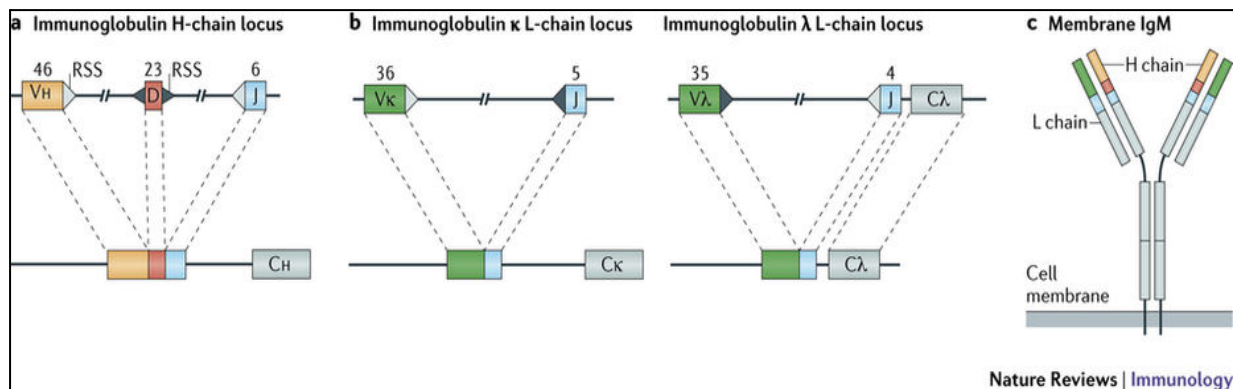 a Immunoglobulin H-chain locus
46 RSS 23 RSS 6
VH D J
CH
b Immunoglobulin κ L-chain locus
36 5
Vκ J
Cκ
Immunoglobulin λ L-chain locus
35 4
Vλ J Cλ
Cλ
c Membrane IgM
H chain
L chain
Cell
membrane
Nature Reviews | Immunology